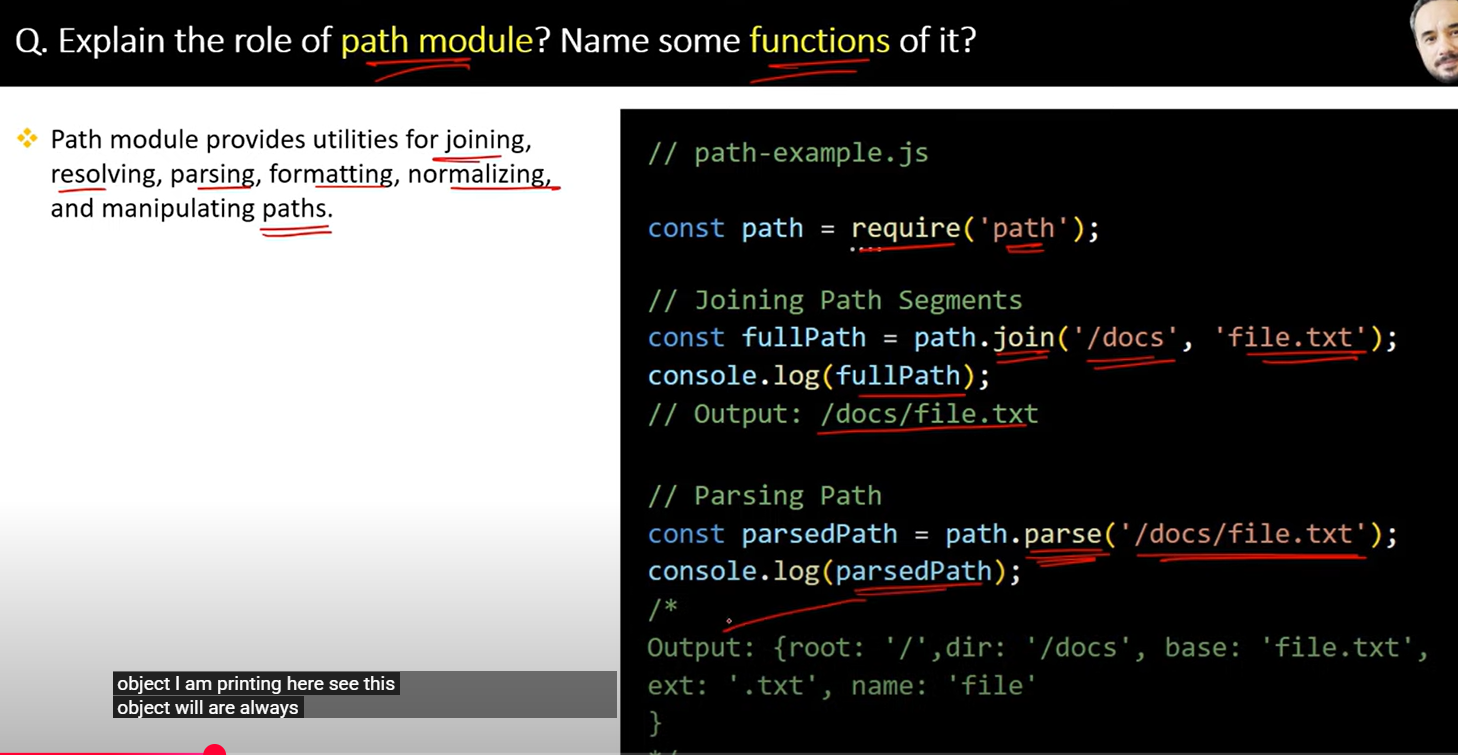 Q. Explain the role of path module? Name some functions of it?
Path module provides utilities for joining,
resolving, parsing, formatting, normalizing,
and manipulating paths.
// path-example.js
const path = require('path');
// Joining Path Segments
const fullPath = path.join('/docs', 'file.txt');
console.log(fullPath);
// Output: /docs/file.txt
// Parsing Path
const parsedPath = path.parse('/docs/file.txt');
console.log(parsedPath);
/*
Output: {root: '/',dir: '/docs', base: 'file.txt',
ext: '.txt', name: 'file'
}
*/
object I am printing here see this
object will are always